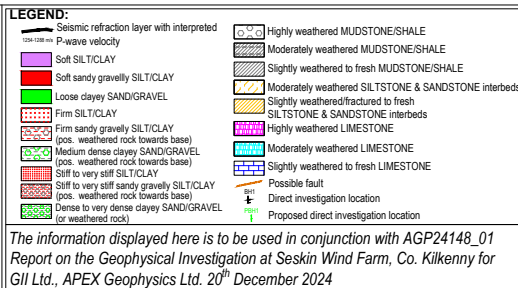 LEGEND:
Seismic refraction layer with interpreted
1254-1288 m/s P-wave velocity
Soft SILT/CLAY
Soft sandy gravellly SILT/CLAY
Loose clayey SAND/GRAVEL
Firm SILT/CLAY
Firm sandy gravelly SILT/CLAY
(pos. weathered rock towards base)
Medium dense clayey SAND/GRAVEL
(pos. weathered rock towards base)
Stiff to very stiff SILT/CLAY
Stiff to very stiff sandy gravelly SILT/CLAY
(pos. weathered rock towards base)
Dense to very dense clayey SAND/GRAVEL
(or weathered rock)
Highly weathered MUDSTONE/SHALE
Moderately weathered MUDSTONE/SHALE
Slightly weathered to fresh MUDSTONE/SHALE
Moderately weathered SILTSTONE & SANDSTONE interbeds
Slightly weathered/fractured to fresh
SILTSTONE & SANDSTONE interbeds
Highly weathered LIMESTONE
Moderately weathered LIMESTONE
Slightly weathered to fresh LIMESTONE
Possible fault
BH1
Direct investigation location
PBH1
Proposed direct investigation location
The information displayed here is to be used in conjunction with AGP24148_01
Report on the Geophysical Investigation at Seskin Wind Farm, Co. Kilkenny for
GII Ltd., APEX Geophysics Ltd. 20th December 2024